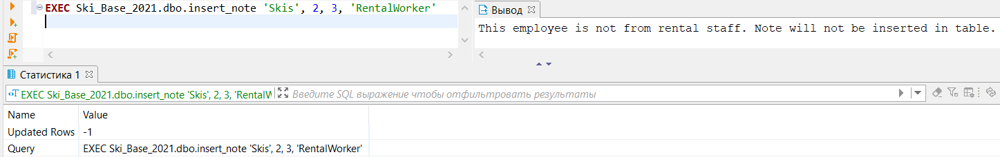 EXEC Ski_Base_2021.dbo.insert_note 'Skis', 2, 3, 'RentalWorker'
Вывод
This employee is not from rental staff. Note will not be inserted in table.
Статистика 1
EXEC Ski_Base_2021.dbo.insert_note 'Skis', 2, 3, 'RentalW
Введите SQL выражение чтобы отфильтровать результаты
Name Value
Updated Rows -1
Query EXEC Ski_Base_2021.dbo.insert_note 'Skis', 2, 3, 'RentalWorker'